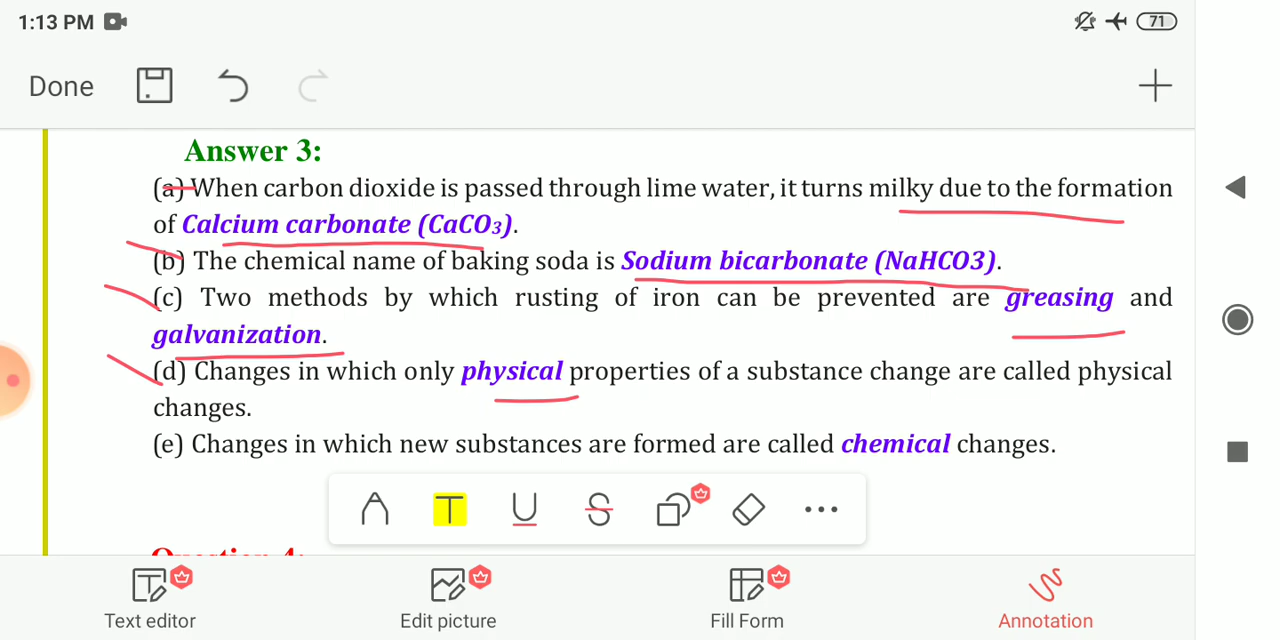 1:13 PM
71
Done
Answer 3:
(a) When carbon dioxide is passed through lime water, it turns milky due to the formation
of Calcium carbonate (CaCO₃).
(b) The chemical name of baking soda is Sodium bicarbonate (NaHCO3).
(c) Two methods by which rusting of iron can be prevented are greasing and
galvanization.
(d) Changes in which only physical properties of a substance change are called physical
changes.
(e) Changes in which new substances are formed are called chemical changes.
T
U
S
Question 4:
Text editor
Edit picture
Fill Form
Annotation